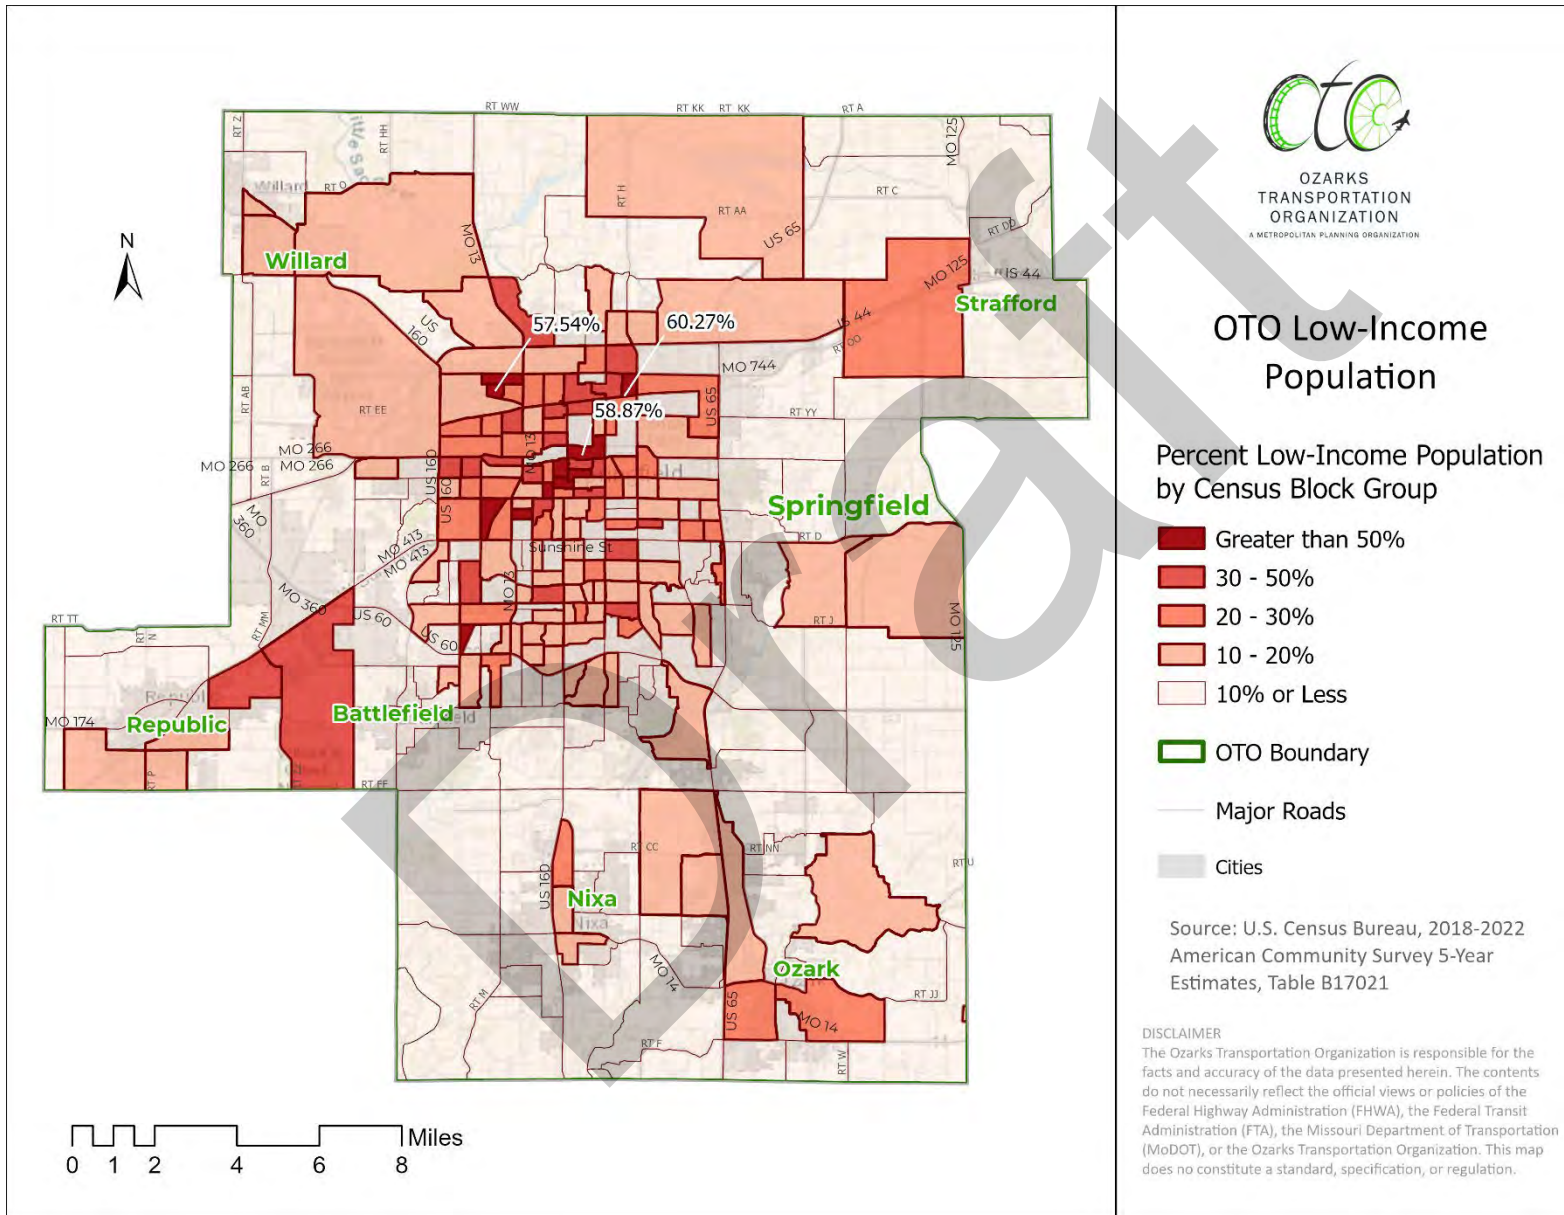 RT WW
RT KK
RT KK
RT A
RT Z
RT HH
MO 125
Willard
RT O
RT H
RT C
RT AA
RT DD
US 65
MO 13
N
Willard
MO 125
IS 44
Strafford
US
160
57.54%
60.27%
IS 44
RT OO
MO 744
RT AB
RT EE
US 65
58.87%
RT YY
MO 13
MO 266
MO 266
MO 266
RT B
US 160
US 160
Springfield
MO
360
RT D
MO 413
MO 413
Sunshine St
MO 13
MO 360
US 60
US 60
RT TT
RT N
RT MM
RT J
MO 125
MO 174
Republic
Battlefield
RT P
RT FF
RT CC
RT NN
RT U
US 160
Nixa
Nixa
MO 14
Ozark
RT M
US 65
MO 14
RT JJ
RT F
RT W
Miles
0 1 2 4 6 8
Draft
oto
OZARKS
TRANSPORTATION
ORGANIZATION
A METROPOLITAN PLANNING ORGANIZATION
OTO Low-Income
Population
Percent Low-Income Population
by Census Block Group
Greater than 50%
30 - 50%
20 - 30%
10 - 20%
10% or Less
OTO Boundary
Major Roads
Cities
Source: U.S. Census Bureau, 2018-2022
American Community Survey 5-Year
Estimates, Table B17021
DISCLAIMER
The Ozarks Transportation Organization is responsible for the
facts and accuracy of the data presented herein. The contents
do not necessarily reflect the official views or policies of the
Federal Highway Administration (FHWA), the Federal Transit
Administration (FTA), the Missouri Department of Transportation
(MoDOT), or the Ozarks Transportation Organization. This map
does no constitute a standard, specification, or regulation.